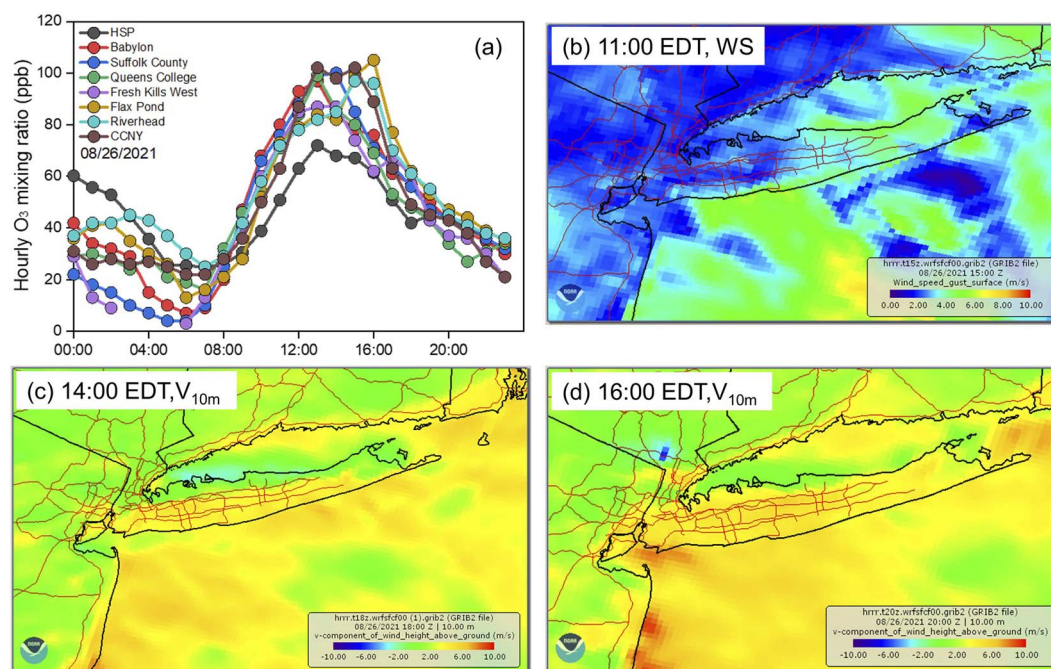 (a)
120
100
80
60
40
20
0
Hourly O₃ mixing ratio (ppb)
HSP
Babylon
Suffolk County
Queens College
Fresh Kills West
Flax Pond
Riverhead
CCNY
08/26/2021
00:00 04:00 08:00 12:00 16:00 20:00
(b) 11:00 EDT, WS
hrrr.t15z.wrfsfcf00.grib2 (GRIB2 file)
08/26/2021 15:00 Z
Wind_speed_gust_surface (m/s)
0.00 2.00 4.00 6.00 8.00 10.00
(c) 14:00 EDT,V10m
hrrr.t18z.wrfsfcf00 (1).grib2 (GRIB2 file)
08/26/2021 18:00 Z | 10.00 m
v-component_of_wind_height_above_ground (m/s)
-10.00 -6.00 -2.00 2.00 6.00 10.00
noaa
(d) 16:00 EDT,V10m
hrrr.t20z.wrfsfcf00.grib2 (GRIB2 file)
08/26/2021 20:00 Z | 10.00 m
v-component_of_wind_height_above_ground (m/s)
-10.00 -6.00 -2.00 2.00 6.00 10.00
noaa